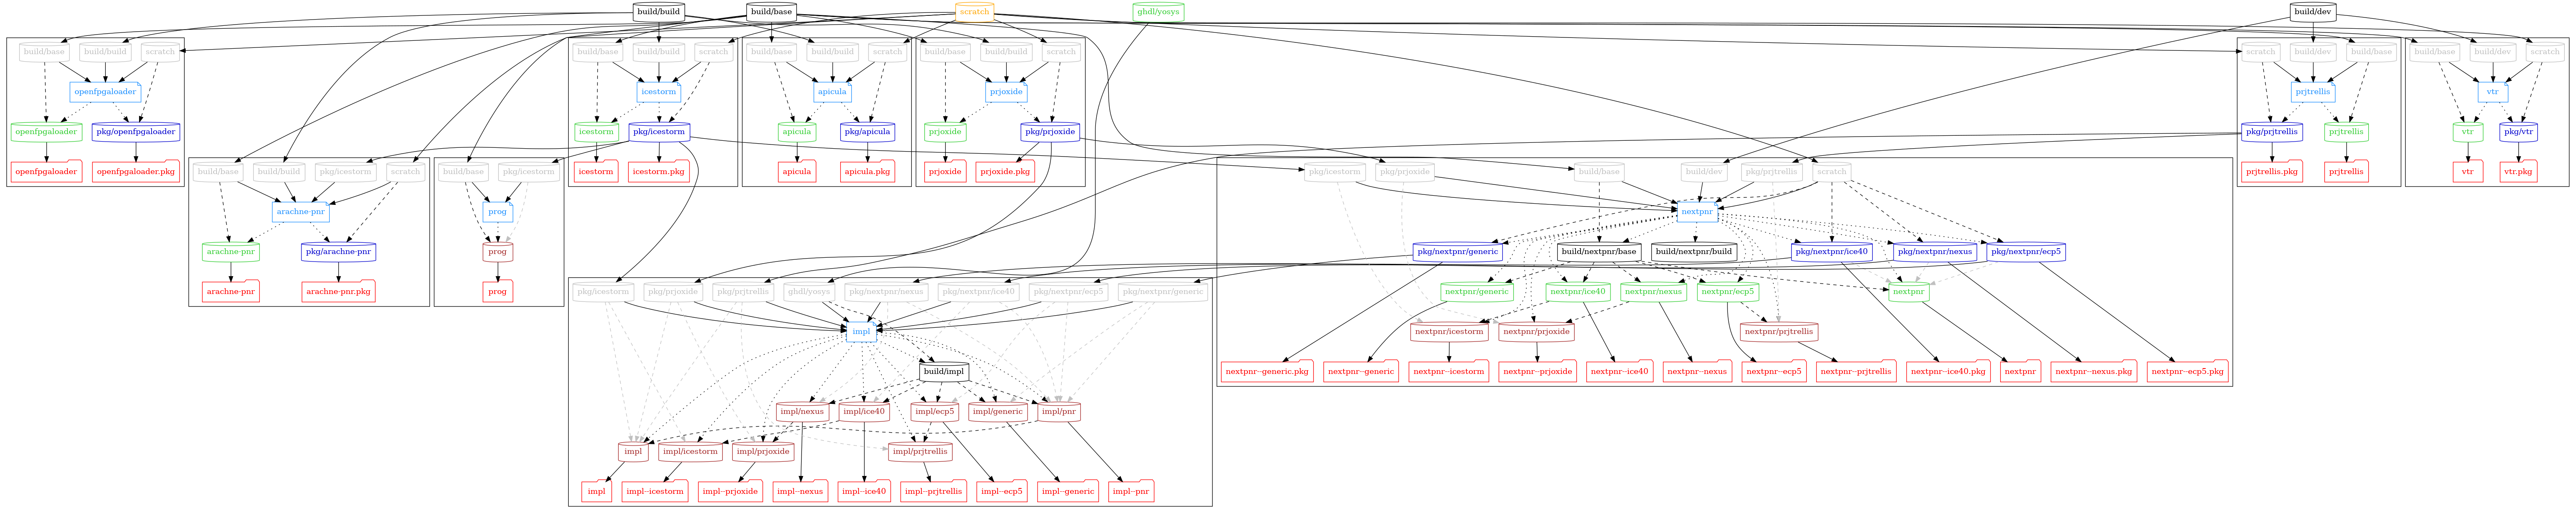 build/build
build/base
scratch
ghdl/yosys
build/dev
build/base
build/build
scratch
build/base
build/build
scratch
build/base
build/build
scratch
build/base
build/build
scratch
scratch
build/dev
build/base
build/base
build/dev
scratch
openfpgaloader
icestorm
apicula
prjoxide
prjtrellis
vtr
openfpgaloader
pkg/openfpgaloader
icestorm
pkg/icestorm
apicula
pkg/apicula
prjoxide
pkg/prjoxide
pkg/prjtrellis
prjtrellis
vtr
pkg/vtr
openfpgaloader
openfpgaloader.pkg
build/base
build/build
pkg/icestorm
scratch
build/base
pkg/icestorm
icestorm
icestorm.pkg
apicula
apicula.pkg
prjoxide
prjoxide.pkg
pkg/icestorm
pkg/prjoxide
build/base
build/dev
pkg/prjtrellis
scratch
prjtrellis.pkg
prjtrellis
vtr
vtr.pkg
arachne-pnr
prog
nextpnr
arachne-pnr
pkg/arachne-pnr
prog
pkg/nextpnr/generic
build/nextpnr/base
build/nextpnr/build
pkg/nextpnr/ice40
pkg/nextpnr/nexus
pkg/nextpnr/ecp5
arachne-pnr
arachne-pnr.pkg
prog
pkg/icestorm
pkg/prjoxide
pkg/prjtrellis
ghdl/yosys
pkg/nextpnr/nexus
pkg/nextpnr/ice40
pkg/nextpnr/ecp5
pkg/nextpnr/generic
nextpnr/generic
nextpnr/ice40
nextpnr/nexus
nextpnr/ecp5
nextpnr
impl
nextpnr/icestorm
nextpnr/prjoxide
nextpnr/prjtrellis
build/impl
nextpnr--generic.pkg
nextpnr--generic
nextpnr--icestorm
nextpnr--prjoxide
nextpnr--ice40
nextpnr--nexus
nextpnr--ecp5
nextpnr--prjtrellis
nextpnr--ice40.pkg
nextpnr
nextpnr--nexus.pkg
nextpnr--ecp5.pkg
impl/nexus
impl/ice40
impl/ecp5
impl/generic
impl/pnr
impl
impl/icestorm
impl/prjoxide
impl/prjtrellis
impl
impl--icestorm
impl--prjoxide
impl--nexus
impl--ice40
impl--prjtrellis
impl--ecp5
impl--generic
impl--pnr